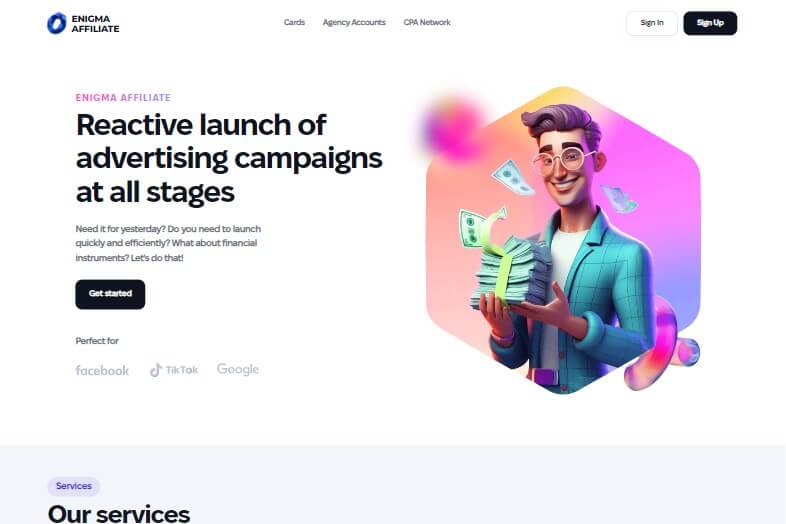 ENIGMA
AFFILIATE
Cards
Agency Accounts
CPA Network
Sign In
Sign Up
ENIGMA AFFILIATE
Reactive launch of
advertising campaigns
at all stages
Need it for yesterday? Do you need to launch
quickly and efficiently? What about financial
instruments? Let's do that!
Get started
Perfect for
facebook
TikTok
Google
Services
Our services